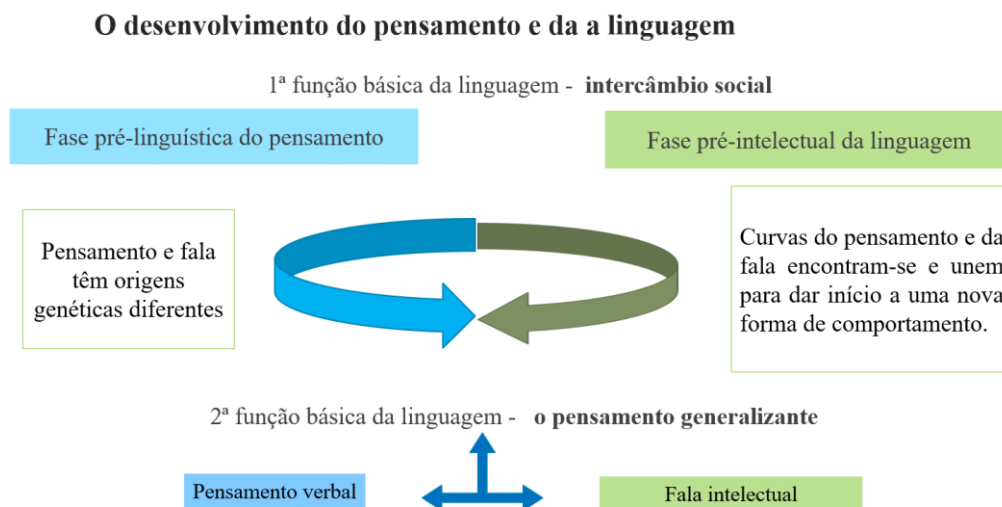 O desenvolvimento do pensamento e da a linguagem
1ª função básica da linguagem - intercâmbio social
Fase pré-linguística do pensamento
Fase pré-intelectual da linguagem
Pensamento e fala
têm origens
genéticas diferentes
Curvas do pensamento e da
fala encontram-se e unem
para dar início a uma nova
forma de comportamento.
2ª função básica da linguagem - o pensamento generalizante
Pensamento verbal
Fala intelectual